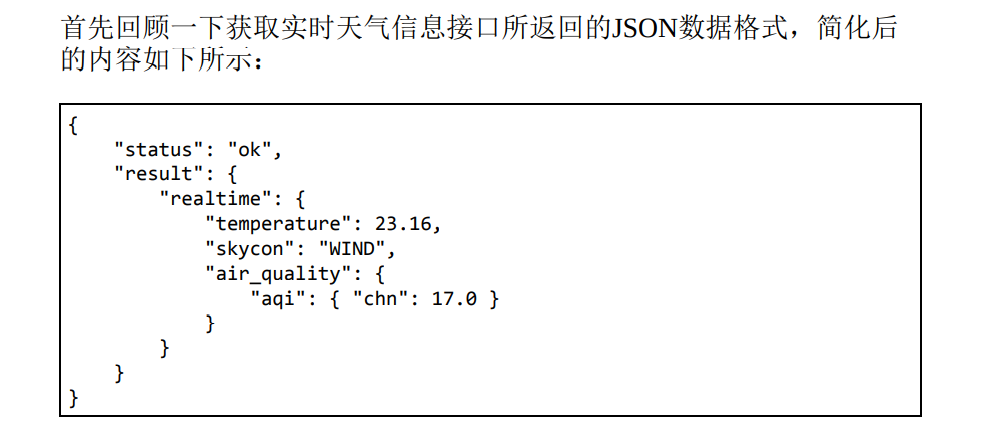 首先回顾一下获取实时天气信息接口所返回的JSON数据格式，简化后
的内容如下所示：
{
    "status": "ok",
    "result": {
        "realtime": {
            "temperature": 23.16,
            "skycon": "WIND",
            "air_quality": {
                "aqi": { "chn": 17.0 }
            }
        }
    }
}